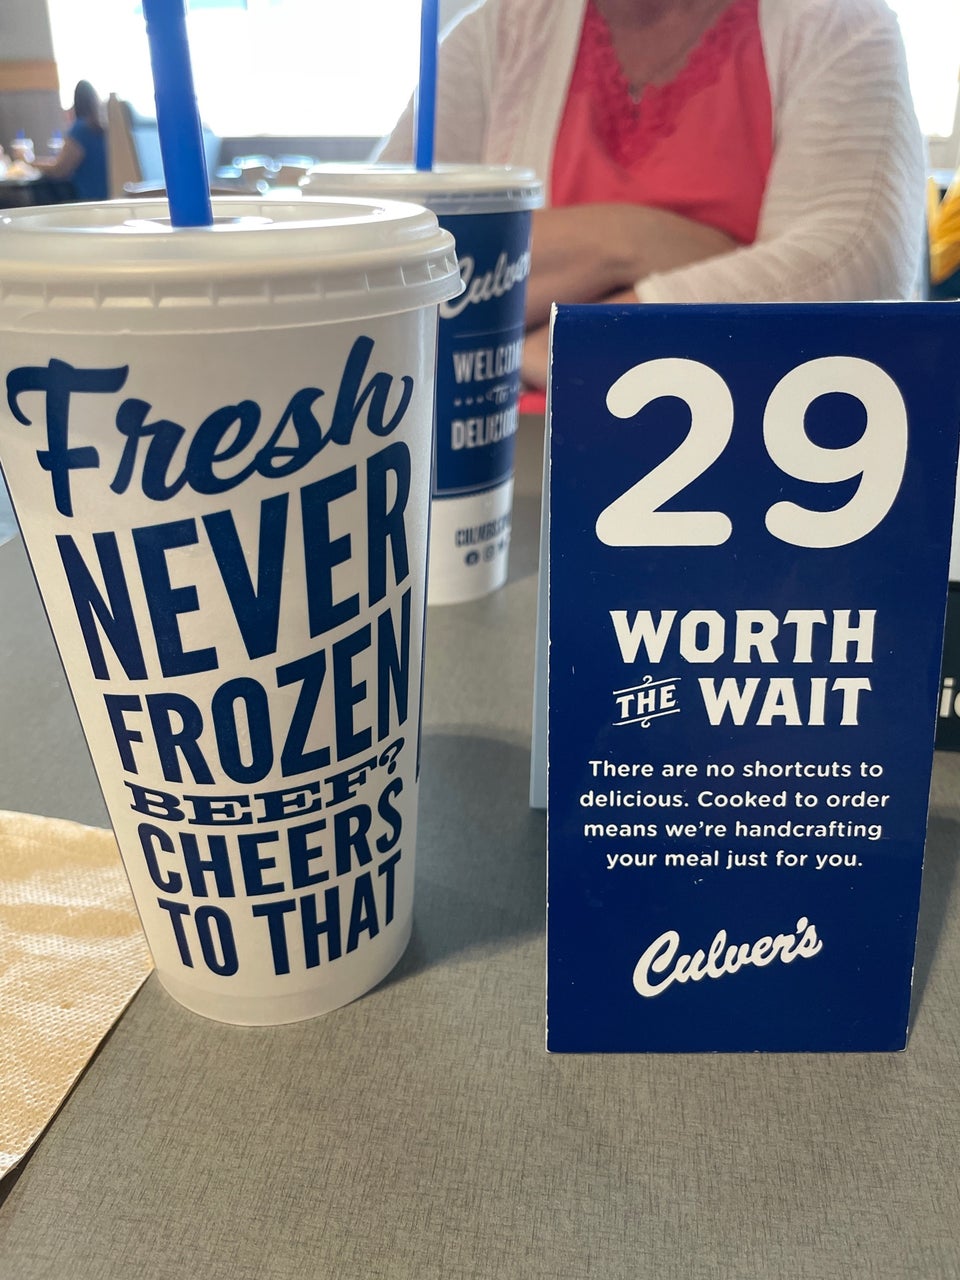 Fresh
NEVER
FROZEN
BEEF?
CHEERS
TO THAT
29
WORTH
THE WAIT
There are no shortcuts to
delicious. Cooked to order
means we're handcrafting
your meal just for you.
Culver's